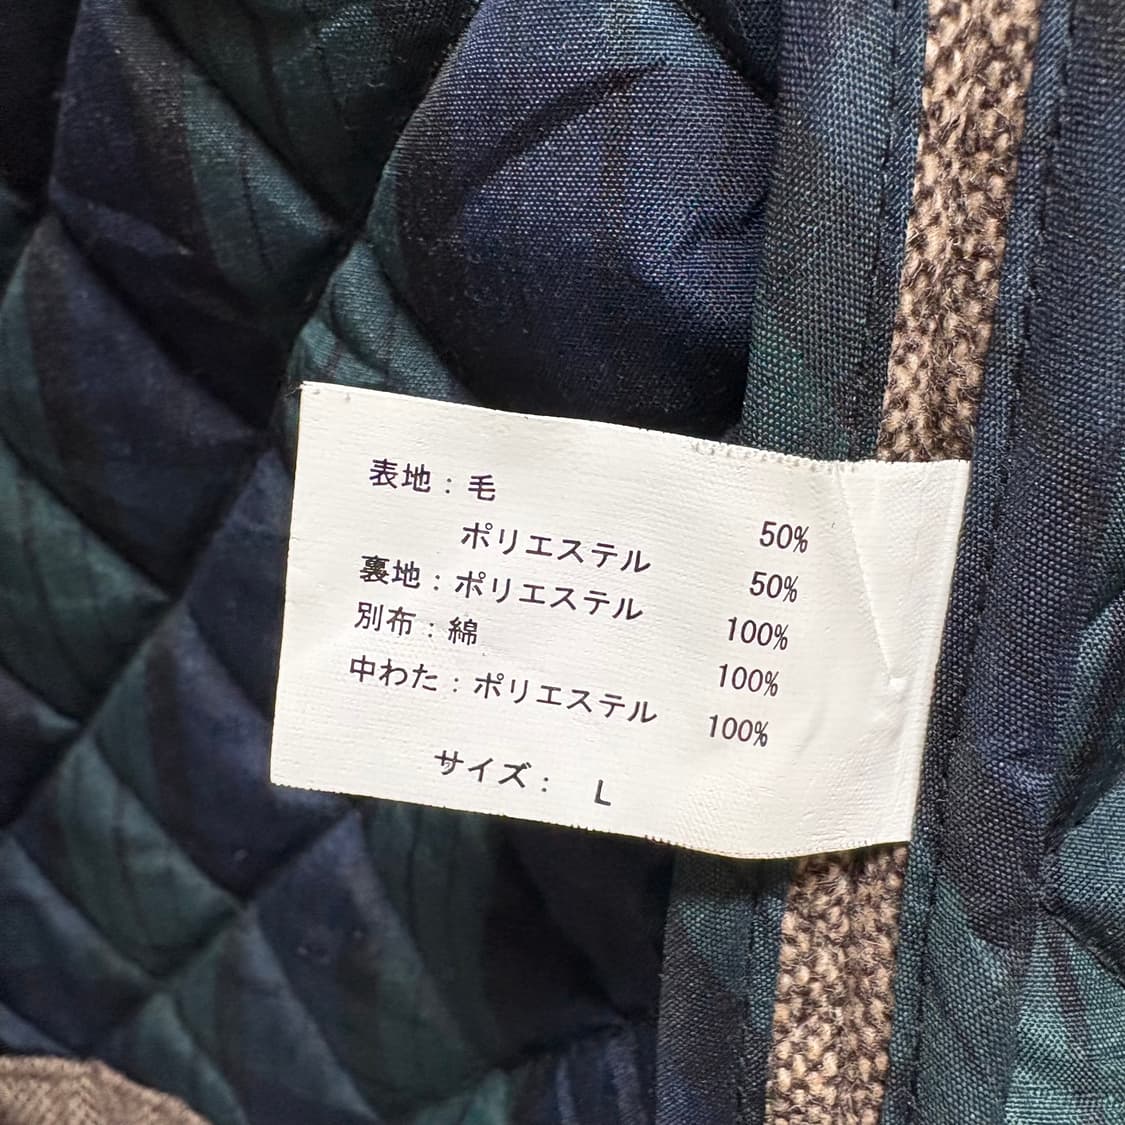 表地：毛 50%
ポリエステル 50%
裏地：ポリエステル 100%
別布：綿 100%
中わた：ポリエステル 100%
サイズ： L